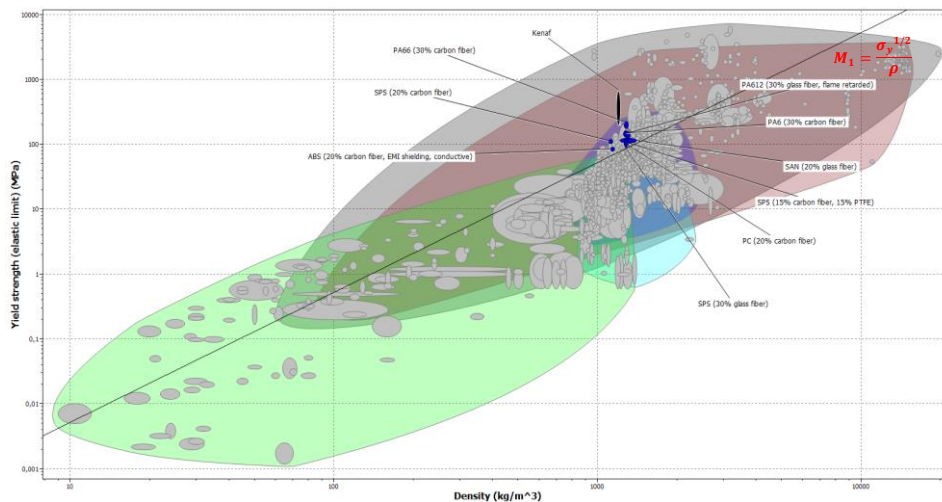 10000
1000
100
10
1
0,1
0,01
0,001
Yield strength (elastic limit) (MPa)
Kenaf
PA66 (30% carbon fiber)
SPS (20% carbon fiber)
ABS (20% carbon fiber, EMI shielding, conductive)
M₁ = σy^1/2 / ρ
PA612 (30% glass fiber, flame retarded)
PA6 (30% carbon fiber)
SAN (20% glass fiber)
SPS (15% carbon fiber, 15% PTFE)
PC (20% carbon fiber)
SPS (30% glass fiber)
10
100
1000
10000
Density (kg/m^3)